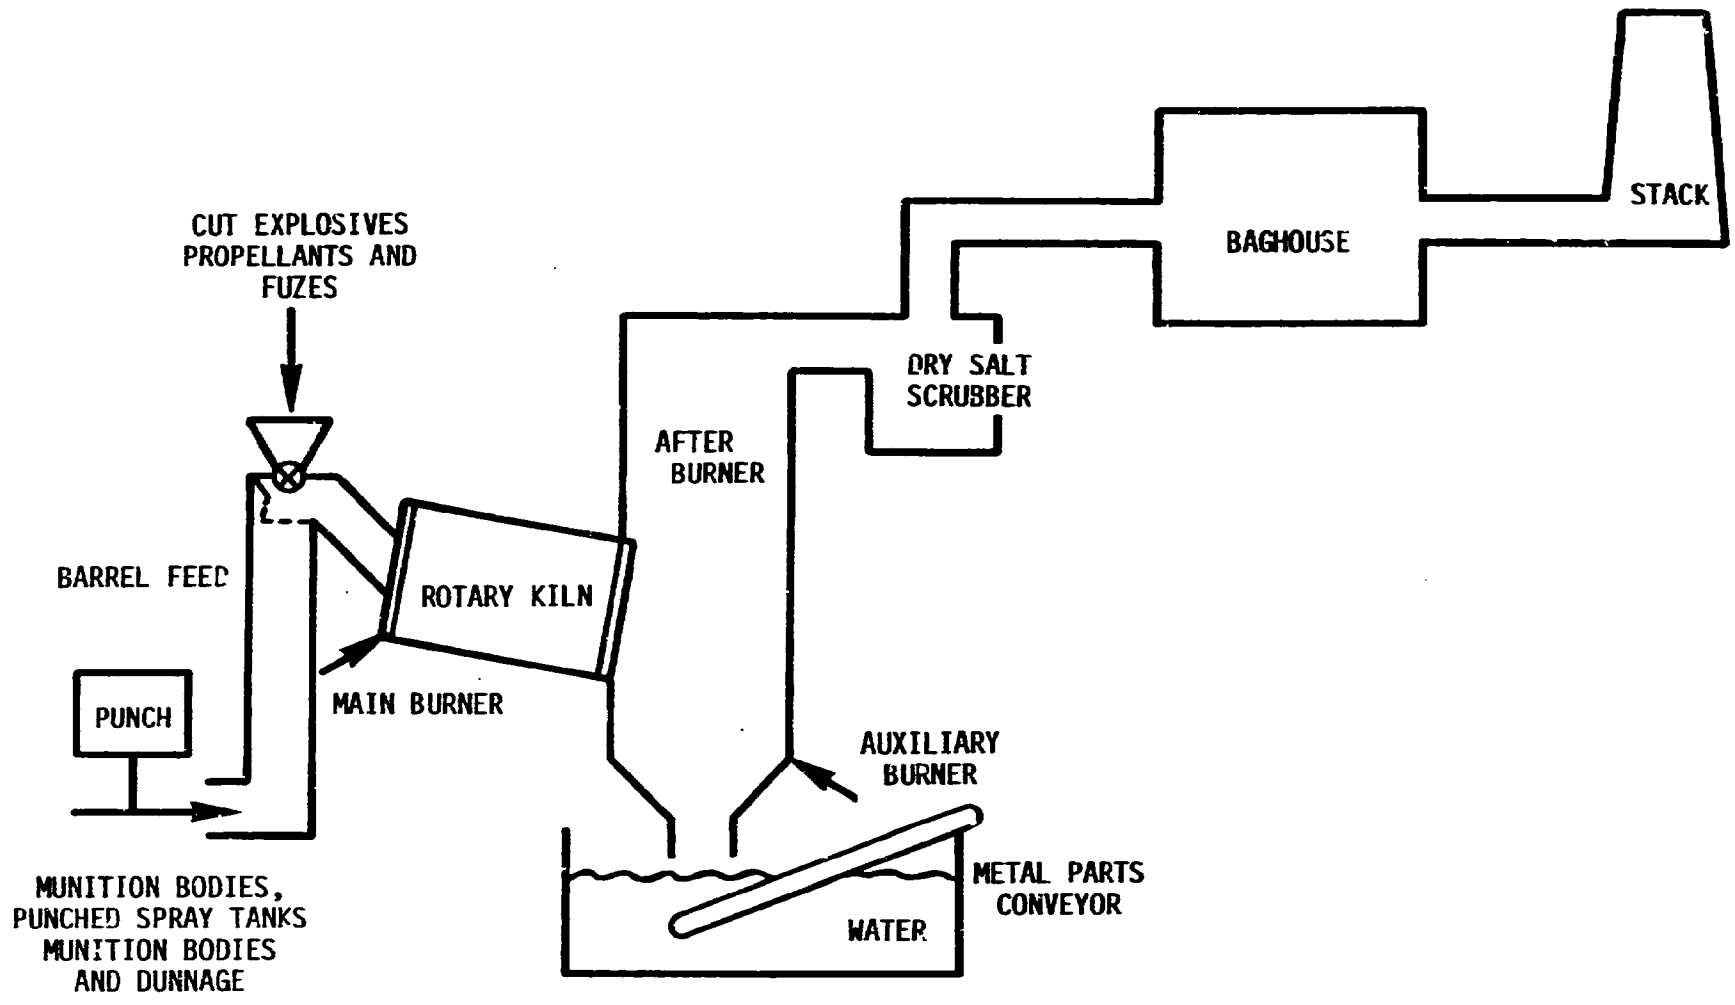 CUT EXPLOSIVES
PROPELLANTS AND
FUZES
STACK
BAGHOUSE
DRY SALT
SCRUBBER
AFTER
BURNER
BARREL FEED
ROTARY KILN
MAIN BURNER
PUNCH
AUXILIARY
BURNER
METAL PARTS
CONVEYOR
WATER
MUNITION BODIES,
PUNCHED SPRAY TANKS
MUNITION BODIES
AND DUNNAGE